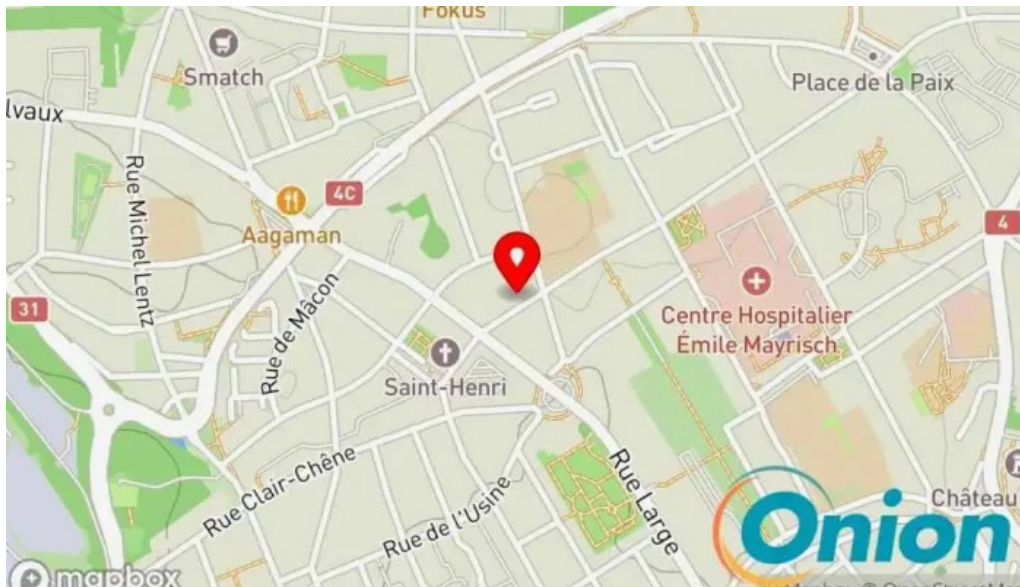 Fokus
Smatch
Place de la Paix
lvaux
Rue Michel Lentz
4C
Aagaman
4
31
Rue de Mâcon
Centre Hospitalier
Émile Mayrisch
Saint-Henri
Rue Clair-Chêne
Rue de l'Usine
Rue Large
Château
Onion
mapbox